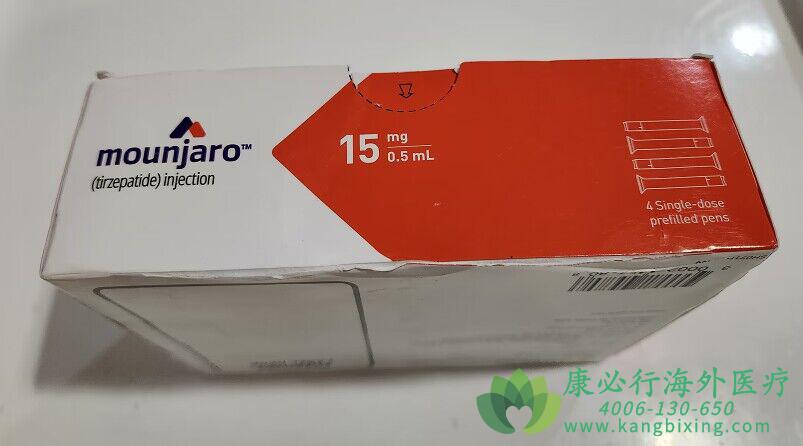 mounjaro™
(tirzepatide) injection
15 mg
0.5 mL
4 Single-dose
prefilled pens
康必行海外医疗
4006-130-650
www.kangbixing.com